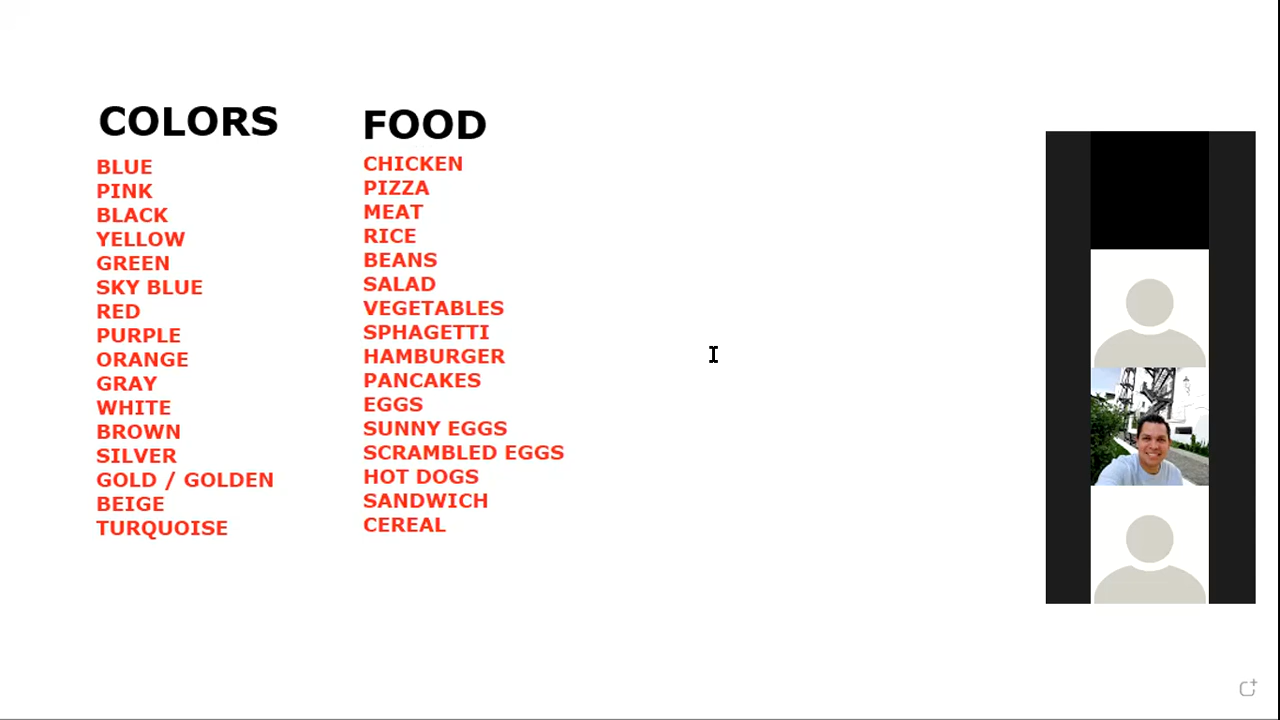 COLORS
BLUE
PINK
BLACK
YELLOW
GREEN
SKY BLUE
RED
PURPLE
ORANGE
GRAY
WHITE
BROWN
SILVER
GOLD / GOLDEN
BEIGE
TURQUOISE
FOOD
CHICKEN
PIZZA
MEAT
RICE
BEANS
SALAD
VEGETABLES
SPHAGETTI
HAMBURGER
PANCAKES
EGGS
SUNNY EGGS
SCRAMBLED EGGS
HOT DOGS
SANDWICH
CEREAL